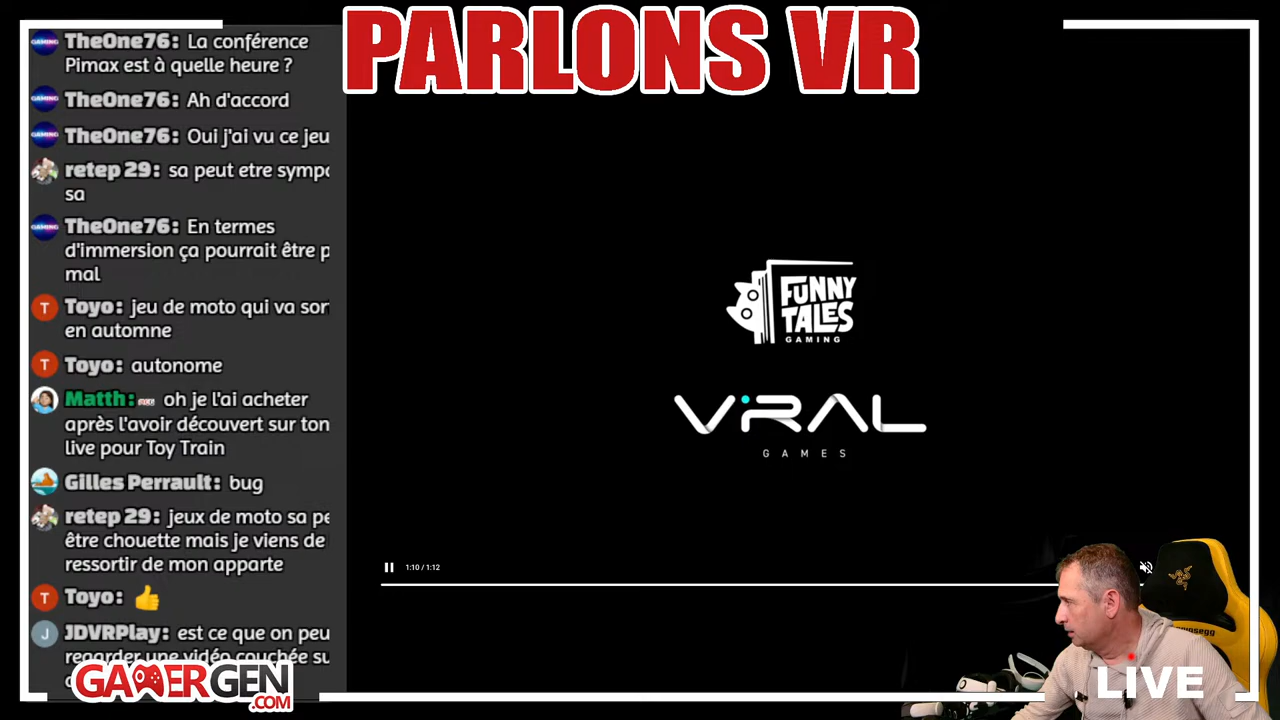 PARLONS VR
TheOne76: La conférence
Pimax est à quelle heure ?
TheOne76: Ah d'accord
TheOne76: Oui j'ai vu ce jeu
retep 29: sa peut etre sympo
sa
TheOne76: En termes
d'immersion ça pourrait être p
mal
Toyo: jeu de moto qui va sor
en automne
Toyo: autonome
Matth: oh je l'ai acheter
après l'avoir découvert sur ton
live pour Toy Train
Gilles Perrault: bug
retep 29: jeux de moto sa pe
être chouette mais je viens de
ressortir de mon apparte
Toyo: 👍
JDVRPlay: est ce que on peu
regarder une vidéo couchée su
GAMERGEN
.COM
FUNNY
TALES
GAMING
VIRAL
GAMES
1:10 / 1:12
LIVE